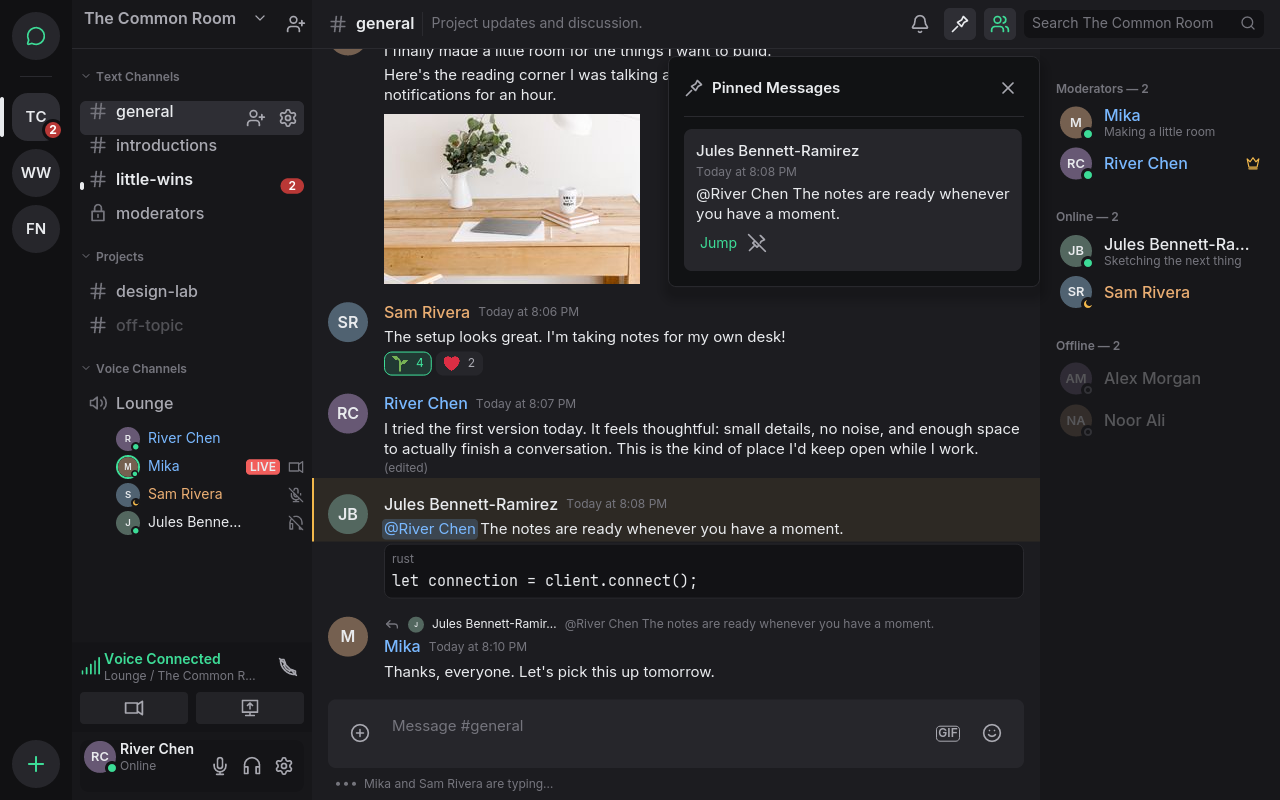 The Common Room
# general
Project updates and discussion.
Search The Common Room
TC
2
WW
FN
Text Channels
# general
# introductions
# little-wins
2
moderators
Projects
# design-lab
# off-topic
Voice Channels
Lounge
R
River Chen
M
Mika
LIVE
S
Sam Rivera
J
Jules Benne...
Voice Connected
Lounge / The Common R...
RC
River Chen
Online
I finally made a little room for the things I want to build.
Here's the reading corner I was talking a
notifications for an hour.
SR
Sam Rivera
Today at 8:06 PM
The setup looks great. I'm taking notes for my own desk!
4
2
RC
River Chen
Today at 8:07 PM
I tried the first version today. It feels thoughtful: small details, no noise, and enough space
to actually finish a conversation. This is the kind of place I'd keep open while I work.
(edited)
JB
Jules Bennett-Ramirez
Today at 8:08 PM
@River Chen The notes are ready whenever you have a moment.
rust
let connection = client.connect();
J
Jules Bennett-Ramir...
@River Chen The notes are ready whenever you have a moment.
M
Mika
Today at 8:10 PM
Thanks, everyone. Let's pick this up tomorrow.
Message #general
GIF
Mika and Sam Rivera are typing...
Pinned Messages
Jules Bennett-Ramirez
Today at 8:08 PM
@River Chen The notes are ready whenever
you have a moment.
Jump
Moderators — 2
M
Mika
Making a little room
RC
River Chen
Online — 2
JB
Jules Bennett-Ra...
Sketching the next thing
SR
Sam Rivera
Offline — 2
AM
Alex Morgan
NA
Noor Ali